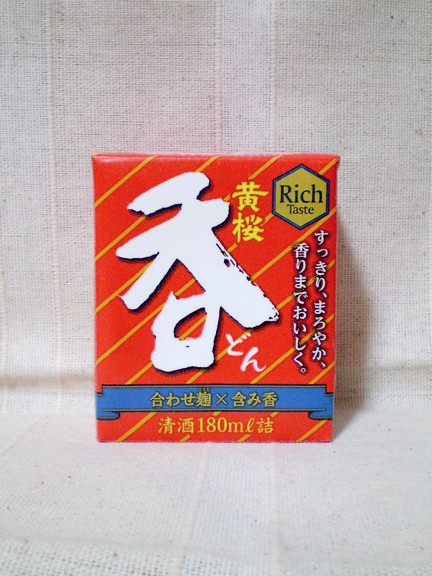 黄桜
呑
どん
Rich
Taste
すっきり、まろやか、
香りまでおいしく。
合わせ麹×含み香
清酒180mℓ詰